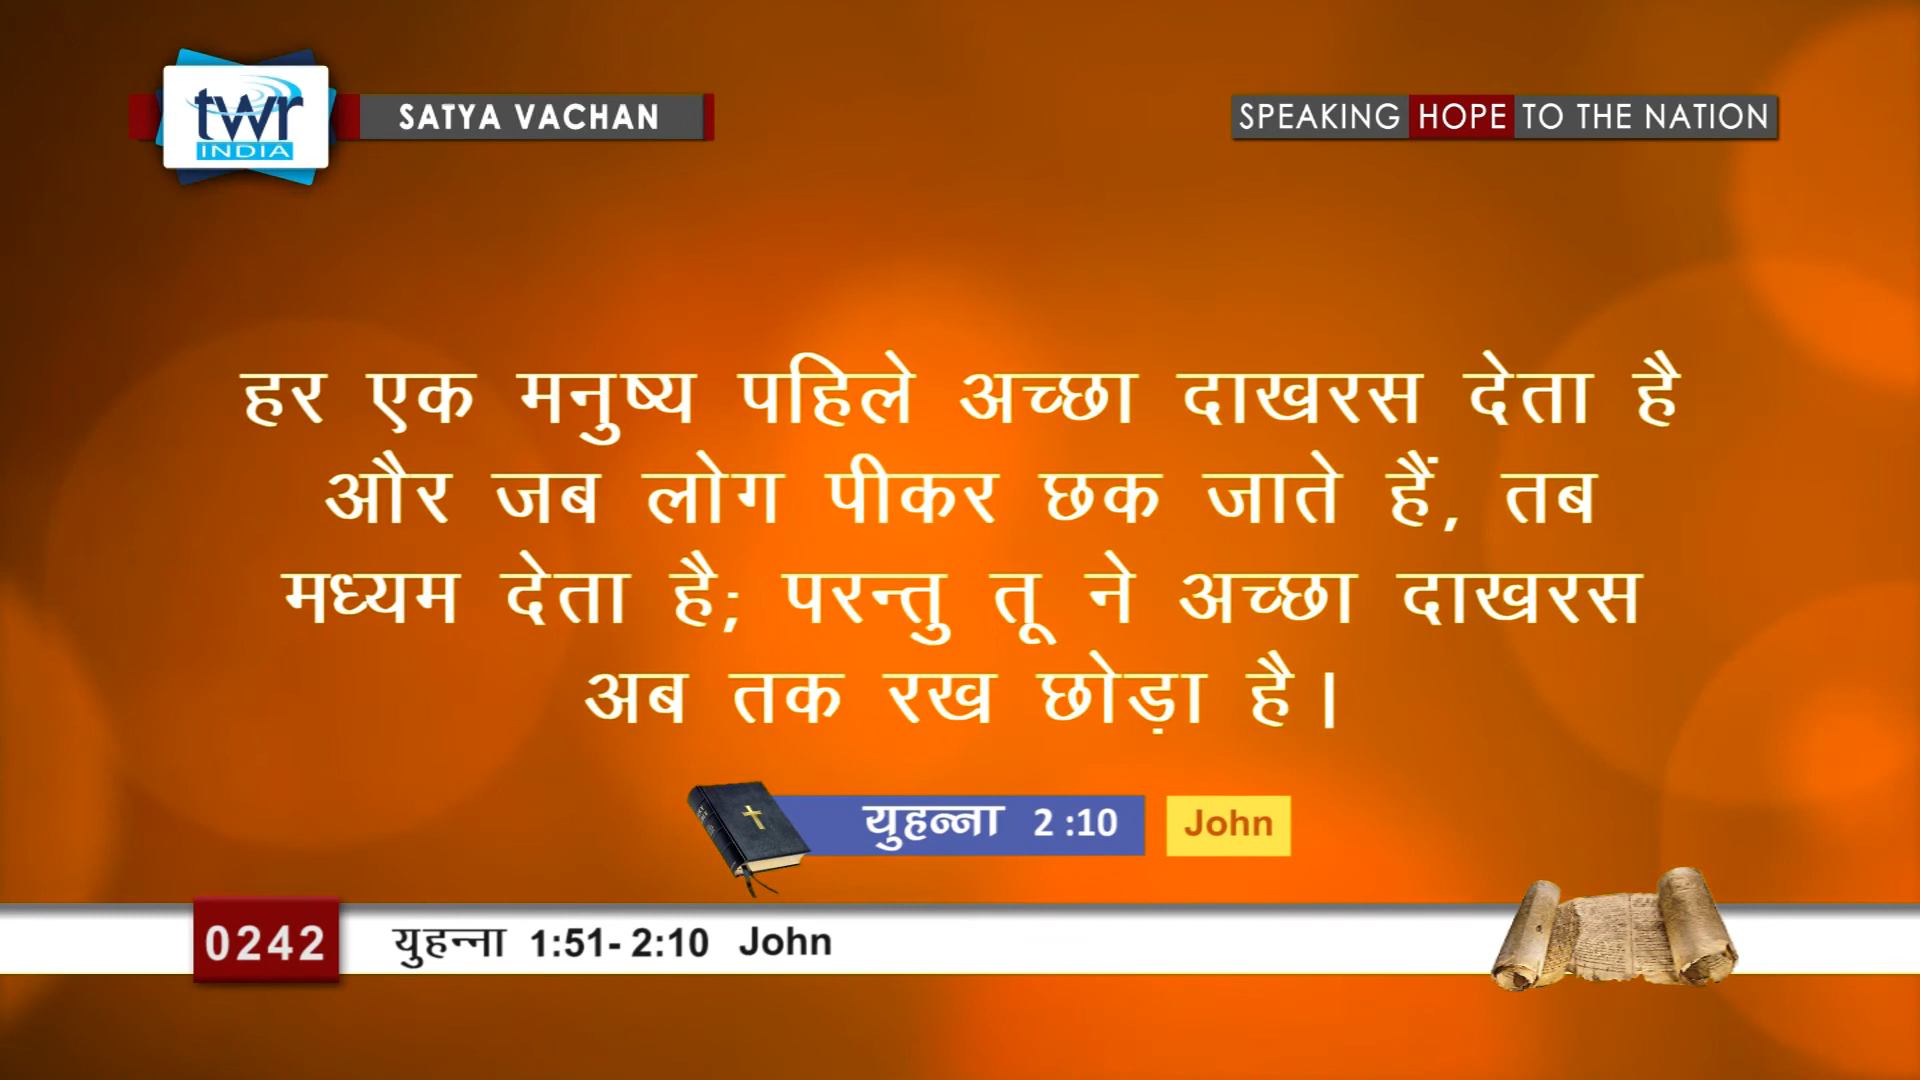 twr
INDIA
SATYA VACHAN
SPEAKING HOPE TO THE NATION
हर एक मनुष्य पहिले अच्छा दाखरस देता है
और जब लोग पीकर छक जाते हैं, तब
मध्यम देता है; परन्तु तू ने अच्छा दाखरस
अब तक रख छोड़ा है।
युहन्ना 2 :10 John
0242 युहन्ना 1:51- 2:10 John